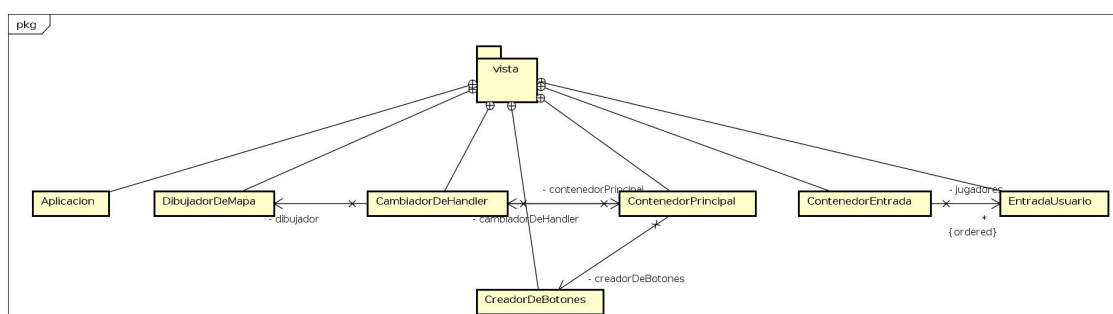 pkg
vista
- contenedorPrincipal
- jugadores
Aplicacion
DibujadorDeMapa
CambiadorDeHandler
ContenedorPrincipal
ContenedorEntrada
EntradaUsuario
- dibujador
- cambiadorDeHandler
*
{ordered}
- creadorDeBotones
CreadorDeBotones